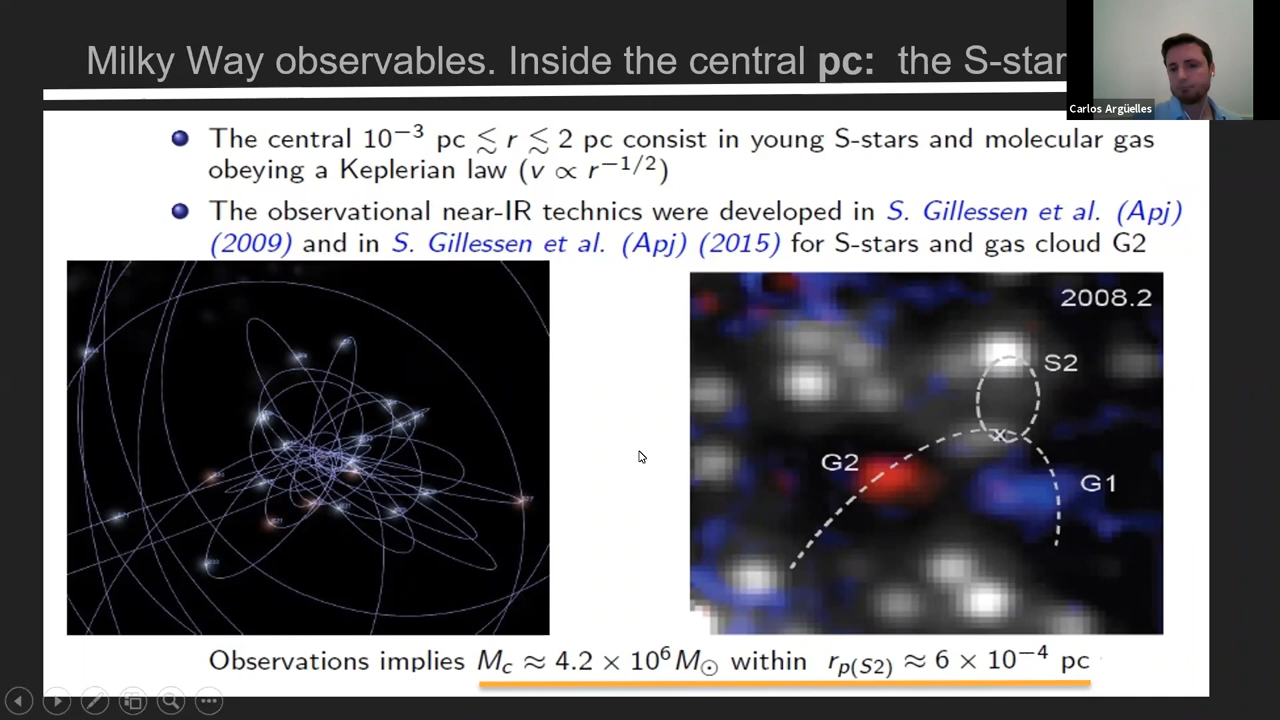 Milky Way observables. Inside the central pc: the S-star
Carlos Argüelles
The central 10⁻³ pc ≲ r ≲ 2 pc consist in young S-stars and molecular gas
obeying a Keplerian law (v ∝ r⁻¹/²)
The observational near-IR technics were developed in S. Gillessen et al. (Apj)
(2009) and in S. Gillessen et al. (Apj) (2015) for S-stars and gas cloud G2
2008.2
S2
x
G2
G1
Observations implies M_c ≈ 4.2 × 10⁶ M_⊙ within r_p(S2) ≈ 6 × 10⁻⁴ pc